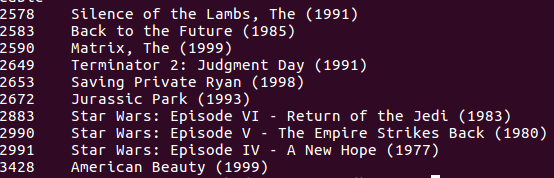 2578 Silence of the Lambs, The (1991)
2583 Back to the Future (1985)
2590 Matrix, The (1999)
2649 Terminator 2: Judgment Day (1991)
2653 Saving Private Ryan (1998)
2672 Jurassic Park (1993)
2883 Star Wars: Episode VI - Return of the Jedi (1983)
2990 Star Wars: Episode V - The Empire Strikes Back (1980)
2991 Star Wars: Episode IV - A New Hope (1977)
3428 American Beauty (1999)